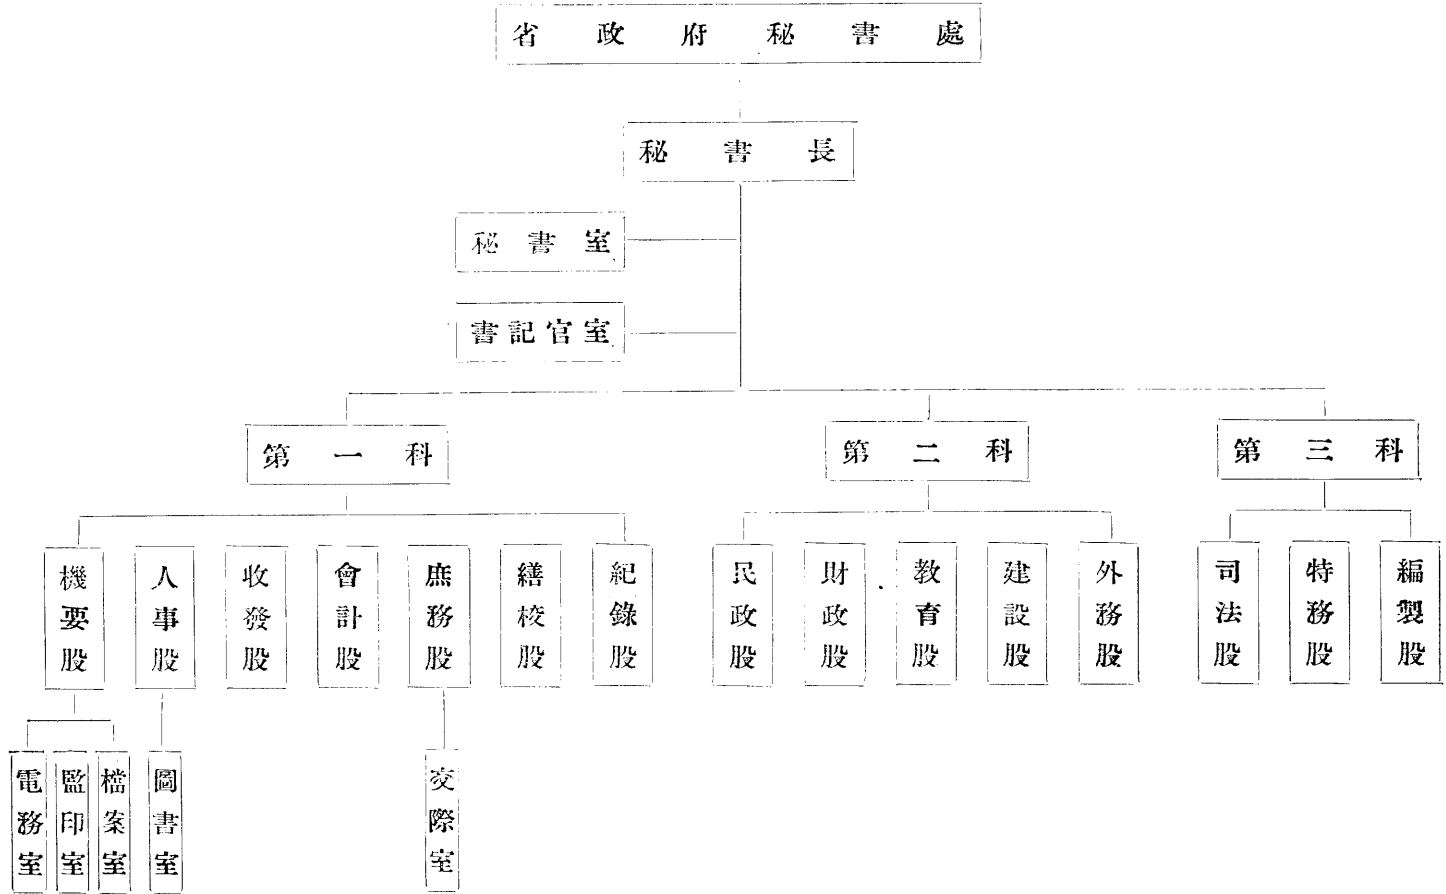 省政府秘書處
秘書長
秘書室
書記官室
第一科
第二科
第三科
機要股
人事股
收發股
會計股
庶務股
繕校股
紀錄股
民政股
財政股
教育股
建設股
外務股
司法股
特務股
編製股
電務室
監印室
檔案室
圖書室
交際室